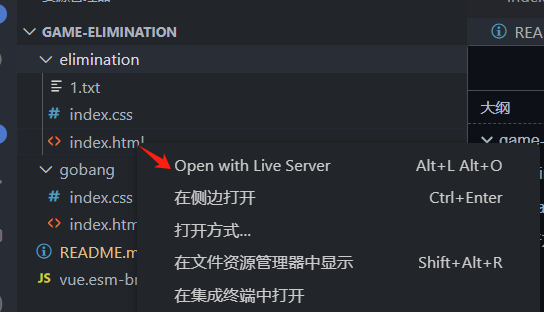 GAME-ELIMINATION
elimination
1.txt
index.css
index.html
gobang
index.css
index.htm
README.m
vue.esm-br
Open with Live Server Alt+L Alt+O
在侧边打开 Ctrl+Enter
打开方式...
在文件资源管理器中显示 Shift+Alt+R
在集成终端中打开
REA
大纲
game-